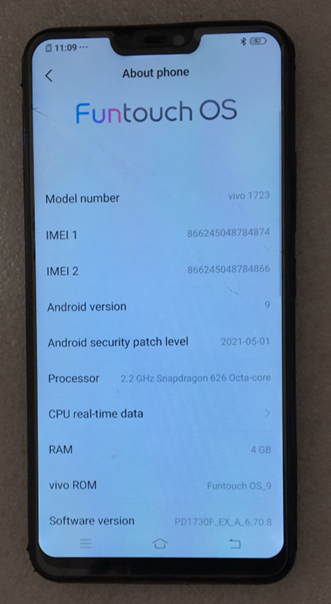 11:09 ···
About phone
Funtouch OS
Model number vivo 1723
IMEI 1 866245048784874
IMEI 2 866245048784866
Android version 9
Android security patch level 2021-05-01
Processor 2.2 GHz Snapdragon 626 Octa-core
CPU real-time data
RAM 4 GB
vivo ROM Funtouch OS_9
Software version PD1730F_EX_A_6.70.8